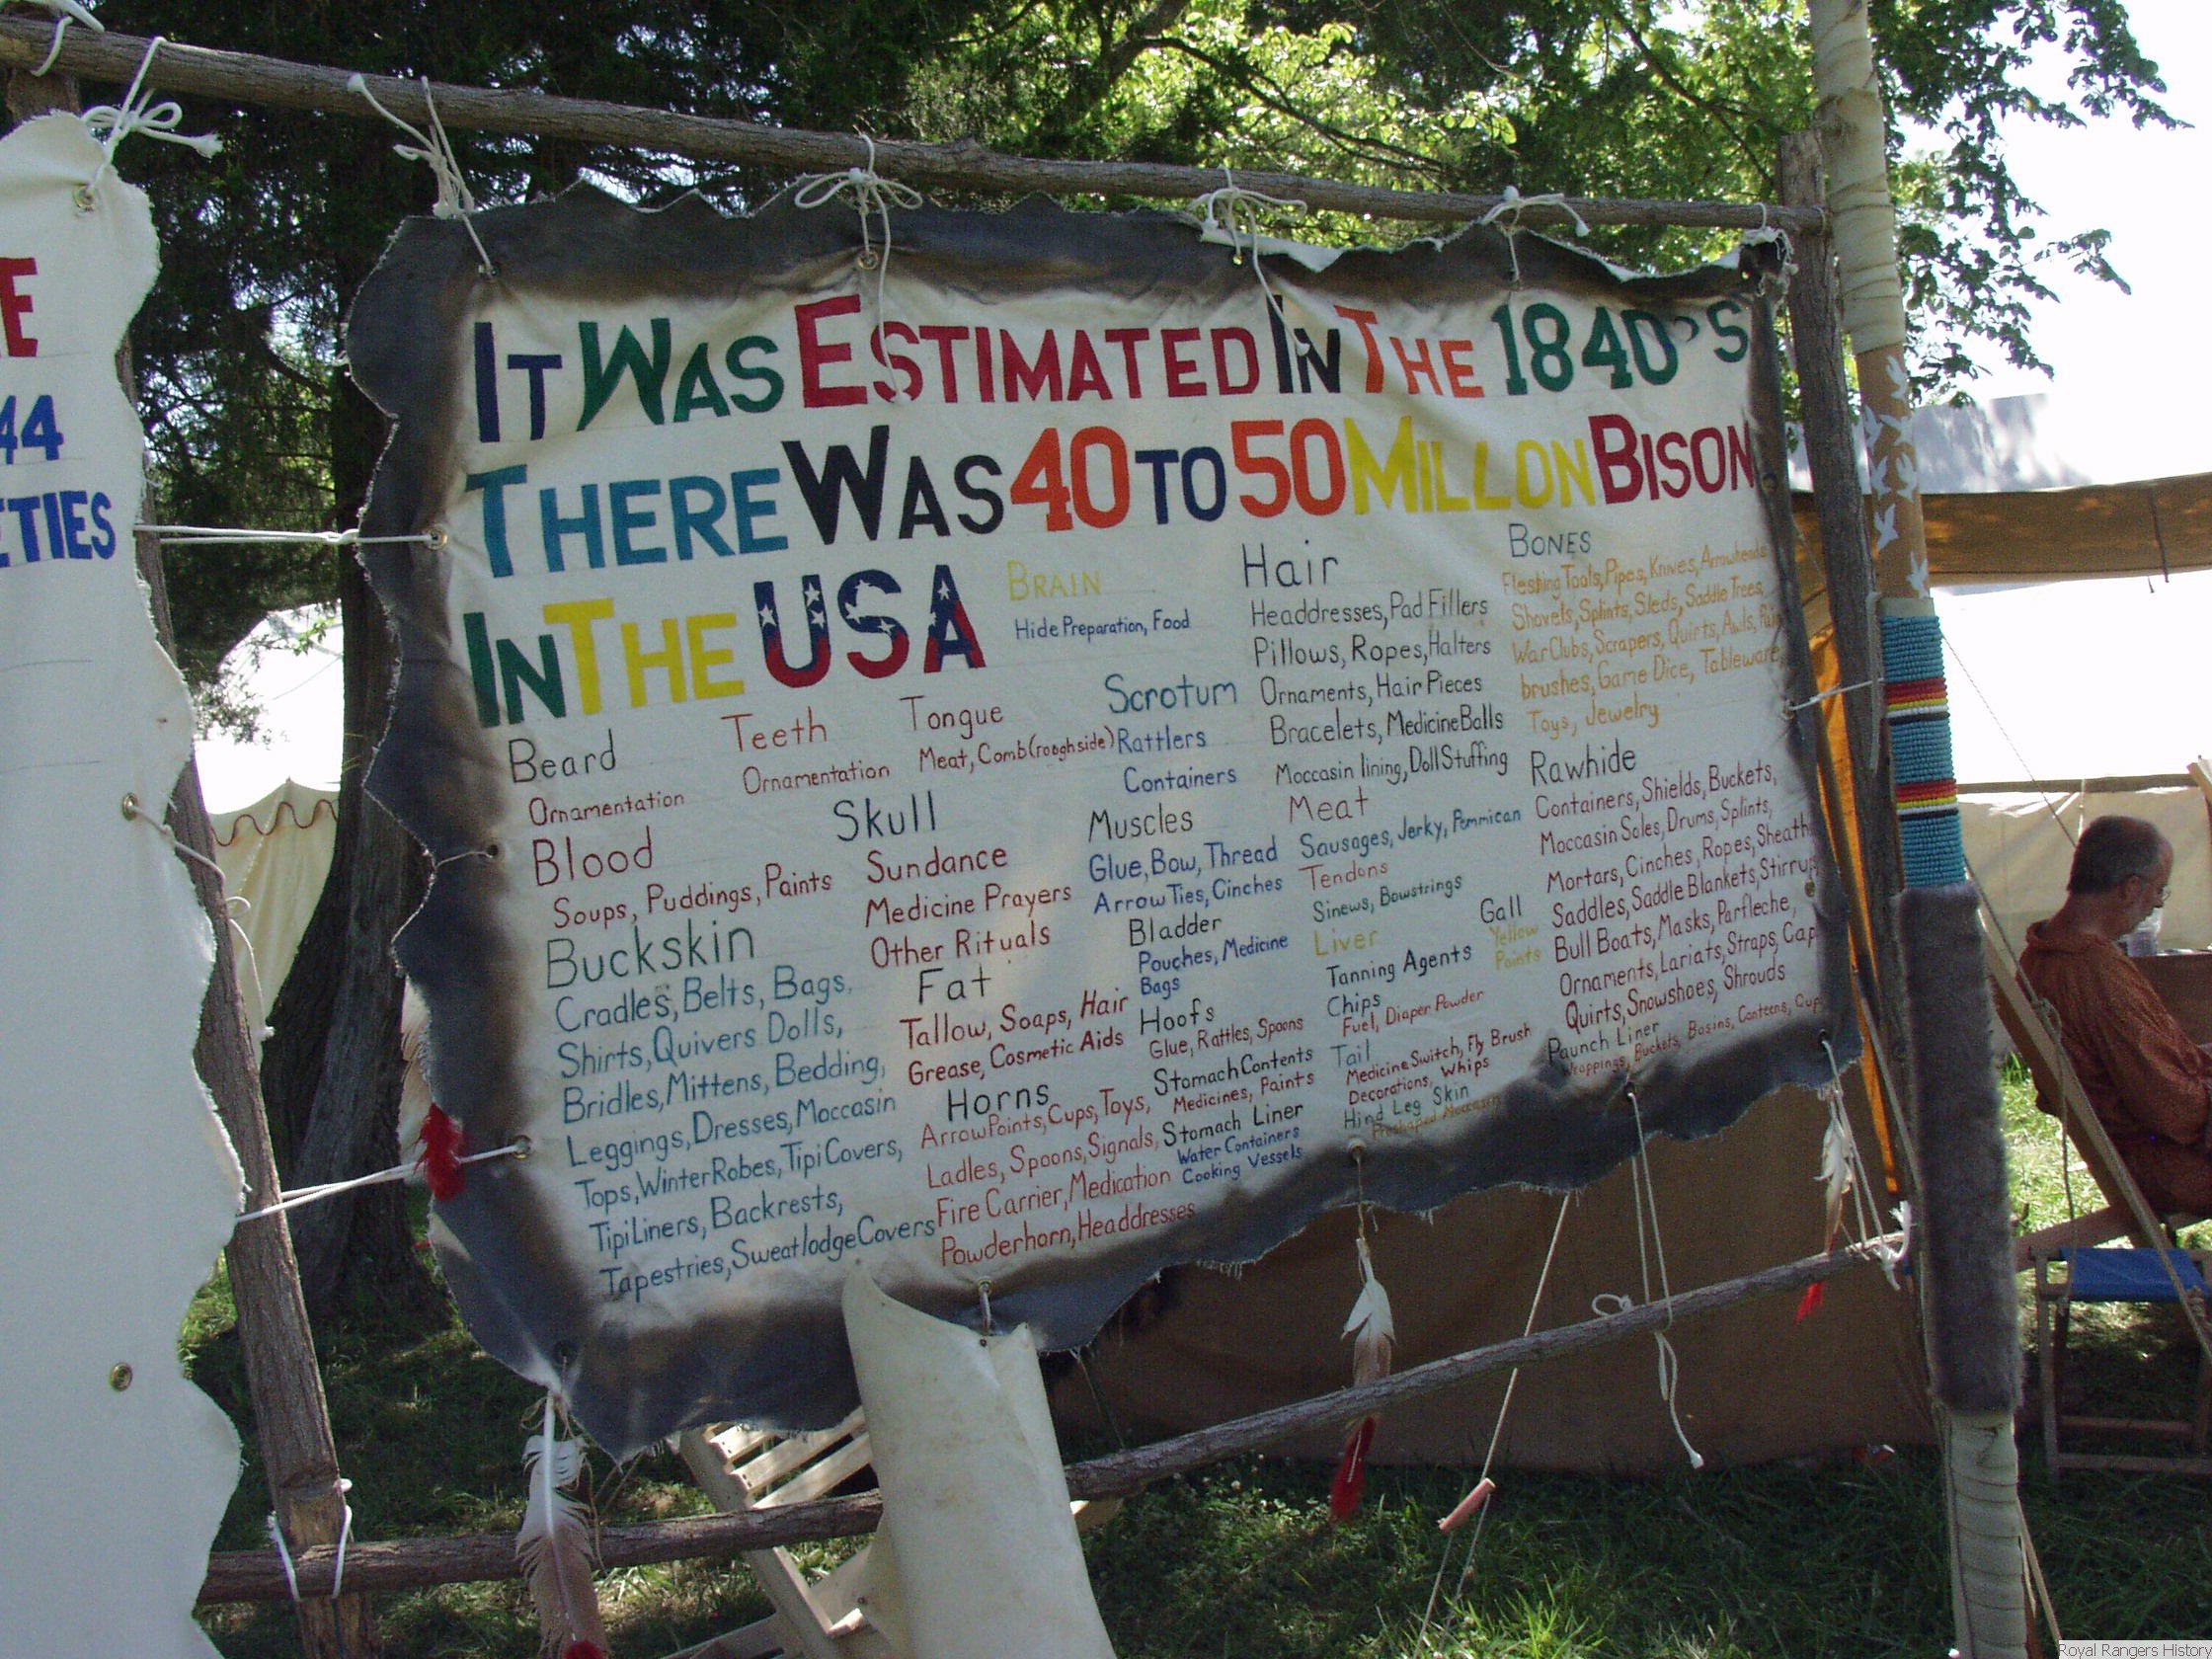 E
44
ETIES
IT WAS ESTIMATED IN THE 1840'S
THERE WAS 40 TO 50 MILLON BISON
IN THE USA
BRAIN
Hide Preparation, Food
Beard
Ornamentation
Teeth
Ornamentation
Tongue
Meat, Comb (rough side)
Scrotum
Rattlers
Containers
Blood
Soups, Puddings, Paints
Skull
Sundance
Medicine Prayers
Other Rituals
Buckskin
Cradles, Belts, Bags,
Shirts, Quivers Dolls,
Bridles, Mittens, Bedding,
Leggings, Dresses, Moccasin
Tops, Winter Robes, Tipi Covers,
Tipi Liners, Backrests,
Tapestries, Sweatlodge Covers
Fat
Tallow, Soaps, Hair
Grease, Cosmetic Aids
Horns
Arrow Points, Cups, Toys,
Ladles, Spoons, Signals,
Fire Carrier, Medication
Powderhorn, Headdresses
Muscles
Glue, Bow, Thread
Arrow Ties, Cinches
Bladder
Pouches, Medicine
Bags
Hoofs
Glue, Rattles, Spoons
Stomach Contents
Medicines, Paints
Stomach Liner
Water Containers
Cooking Vessels
Hair
Headdresses, Pad Fillers
Pillows, Ropes, Halters
Ornaments, Hair Pieces
Bracelets, Medicine Balls
Moccasin lining, Doll Stuffing
Meat
Sausages, Jerky, Pemmican
Tendons
Sinews, Bowstrings
Liver
Tanning Agents
Gall
Yellow
Paints
Chips
Fuel, Diaper Powder
Tail
Medicine Switch, Fly Brush
Decorations, Whips
Hind Leg Skin
Preshaped Moccasin
BONES
Fleshing Tools, Pipes, Knives, Arrowheads
Shovels, Splints, Sleds, Saddle Trees,
War Clubs, Scrapers, Quirts, Awls,
brushes, Game Dice, Tableware,
Toys, Jewelry
Rawhide
Containers, Shields, Buckets,
Moccasin Soles, Drums, Splints,
Mortars, Cinches, Ropes, Sheath
Saddles, Saddle Blankets, Stirrup
Bull Boats, Masks, Parfleche,
Ornaments, Lariats, Straps, Cap
Quirts, Snowshoes, Shrouds
Paunch Liner
Wrappings, Buckets, Basins, Canteens, Cup
Royal Rangers History